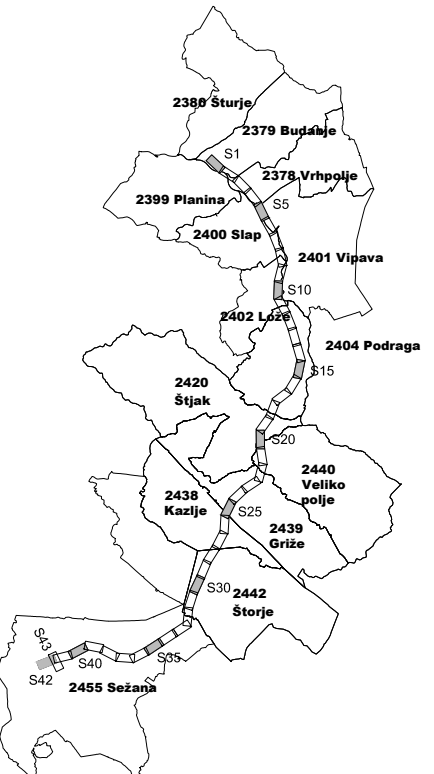 2386 Šturje
2379 Budanje
S1
2378 Vrhpolje
2399 Planina
S5
2400 Slap
2401 Vipava
S10
2402 Lože
2404 Podraga
S15
2420
Štjak
S20
2440
Veliko
polje
2438
Kazlje
S25
2439
Griže
S30
2442
Štorje
S43
S40
S35
S42
2455 Sežana